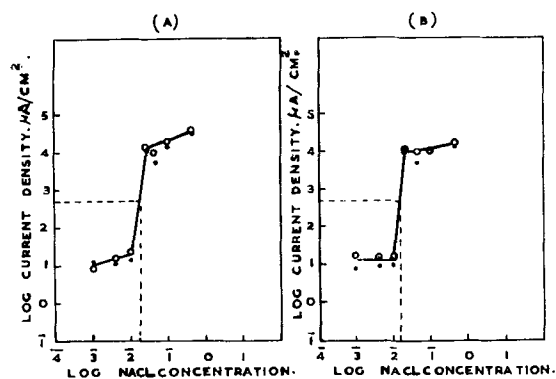 (A)
LOG CURRENT DENSITY. μA/CM².
5
4
3
2
1
0
1̄
4̄ 3̄ 2̄ 1̄ 0 1
LOG NACL CONCENTRATION.
(B)
LOG CURRENT DENSITY. μA/CM².
5
4
3
2
1
0
1̄
4̄ 3̄ 2̄ 1̄ 0 1
LOG NACL CONCENTRATION.